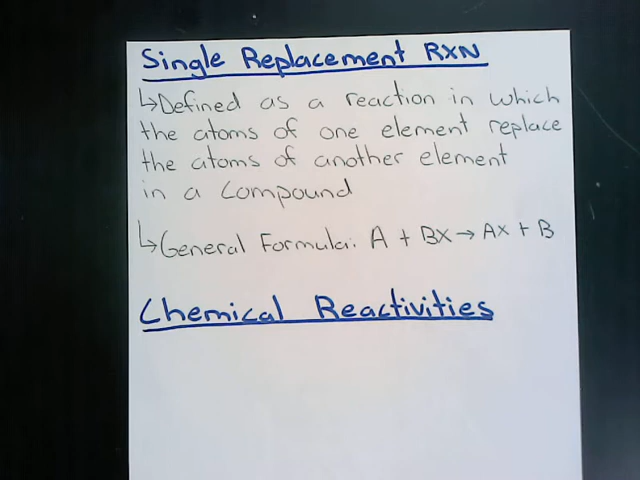 Single Replacement RXN
↳Defined as a reaction in which
the atoms of one element replace
the atoms of another element
in a compound
↳General Formula: A + BX → AX + B
Chemical Reactivities